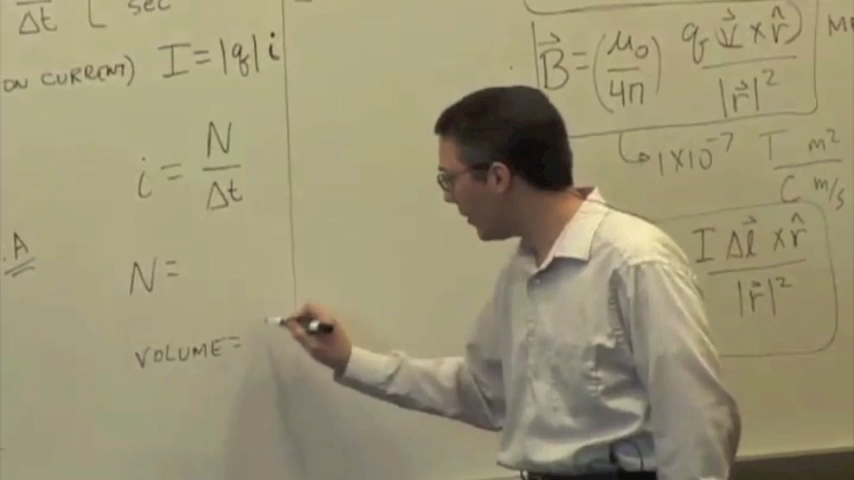 Δt [ sec
ON CURRENT) I = |q| i
i = N / Δt
. A
N =
VOLUME =
B⃗ = (μ₀ / 4π) q v⃗ × r̂ / |r⃗|²
↳ 1×10⁻⁷ T m² / C m/s
I Δl⃗ × r̂ / |r⃗|²